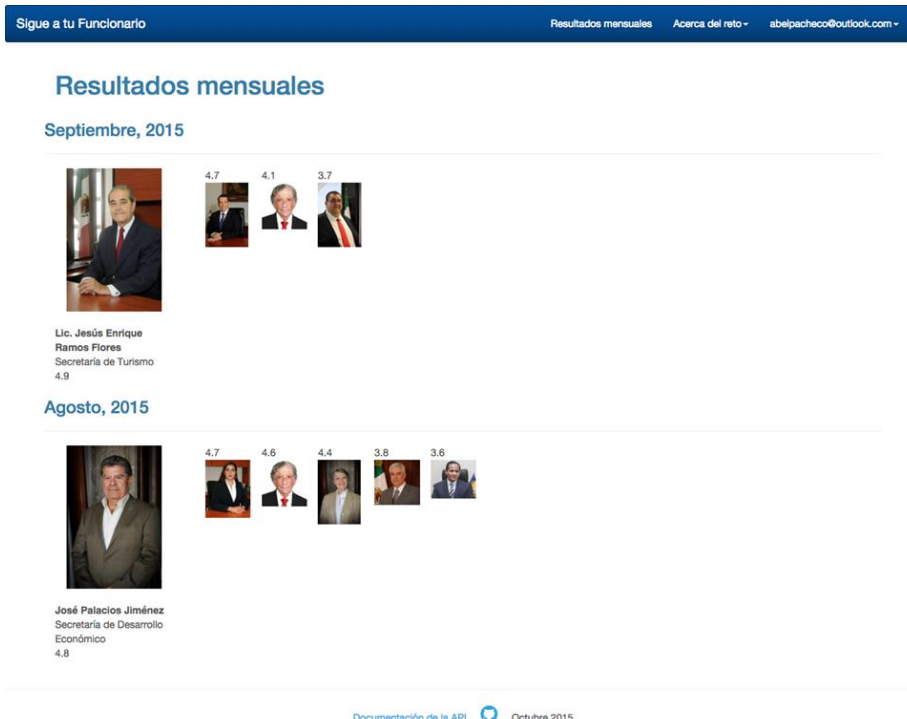 Sigue a tu Funcionario
Resultados mensuales Acerca del reto abelpacheco@outlook.com
Resultados mensuales
Septiembre, 2015
4.7 4.1 3.7
Lic. Jesús Enrique
Ramos Flores
Secretaría de Turismo
4.9
Agosto, 2015
4.7 4.6 4.4 3.8 3.6
José Palacios Jiménez
Secretaría de Desarrollo
Económico
4.8
Documentación de la API Octubre 2015